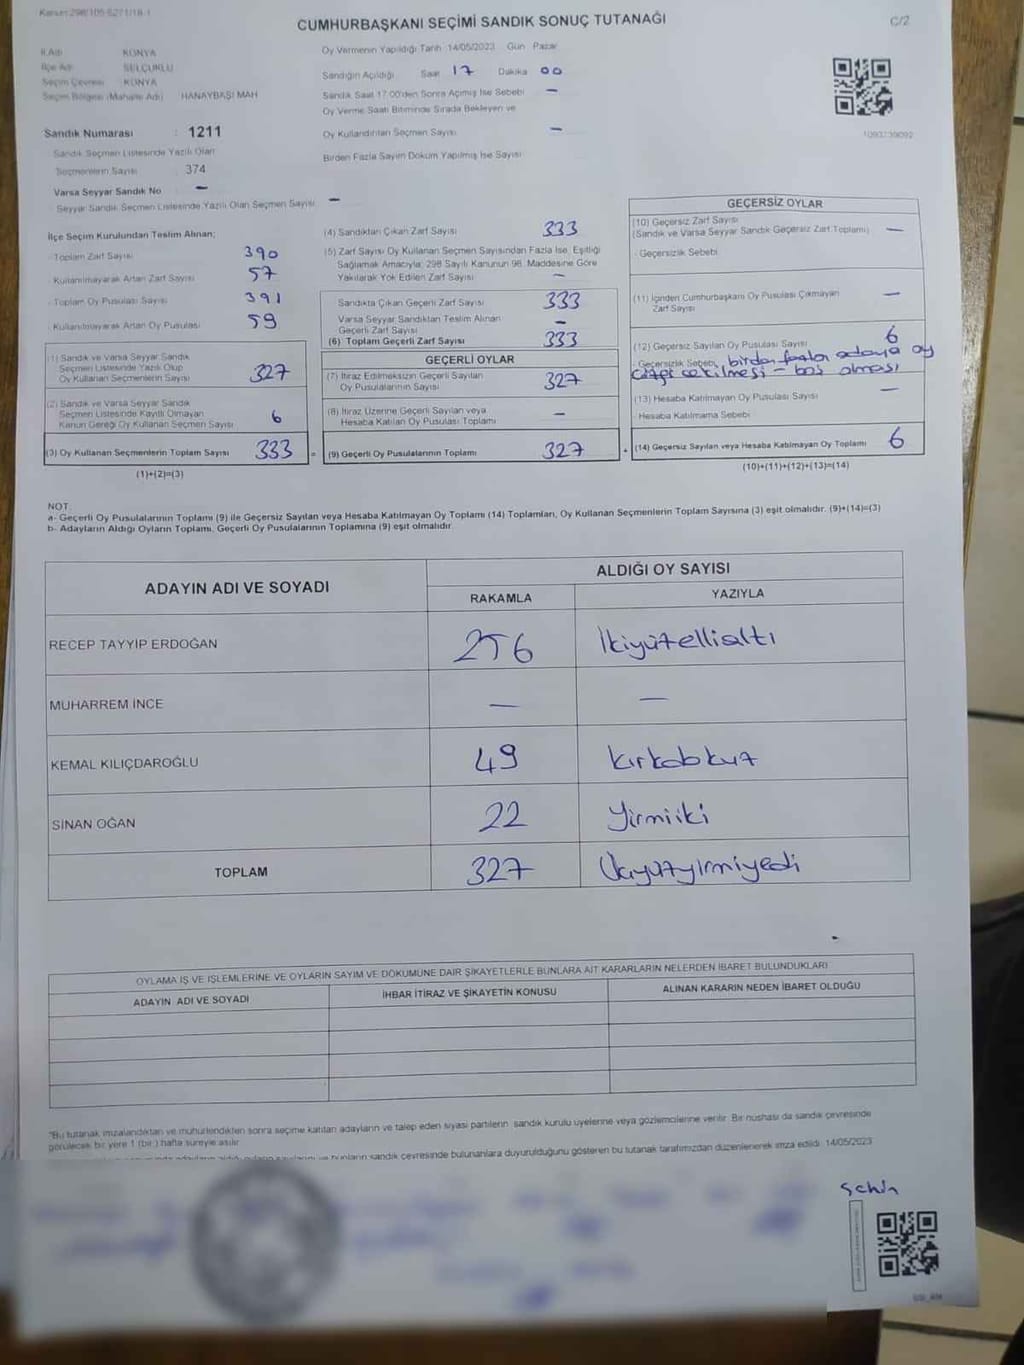 Kanun:298/105-6271/18-1
CUMHURBAŞKANI SEÇİMİ SANDIK SONUÇ TUTANAĞI
C/2
İl Adı KONYA
İlçe Adı SELÇUKLU
Seçim Çevresi KONYA
Seçim Bölgesi (Mahalle Adı) HANAYBAŞI MAH
Sandık Numarası : 1211
Sandık Seçmen Listesinde Yazılı Olan
Seçmenlerin Sayısı : 374
Varsa Seyyar Sandık No —
Seyyar Sandık Seçmen Listesinde Yazılı Olan Seçmen Sayısı —
Oy Vermenin Yapıldığı Tarih 14/05/2023 Gün Pazar
Sandığın Açıldığı Saat 17 Dakika 00
Sandık Saat 17:00'den Sonra Açılmış İse Sebebi —
Oy Verme Saati Bitiminde Sırada Bekleyen ve
Oy Kullandırılan Seçmen Sayısı —
Birden Fazla Sayım Döküm Yapılmış İse Sayısı
1093739092
İlçe Seçim Kurulundan Teslim Alınan;
- Toplam Zarf Sayısı 390
- Kullanılmayarak Artan Zarf Sayısı 57
- Toplam Oy Pusulası Sayısı 391
- Kullanılmayarak Artan Oy Pusulası 59
(1) Sandık ve Varsa Seyyar Sandık
Seçmen Listesinde Yazılı Olup
Oy Kullanan Seçmenlerin Sayısı 327
(2) Sandık ve Varsa Seyyar Sandık
Seçmen Listesinde Kayıtlı Olmayan
Kanun Gereği Oy Kullanan Seçmen Sayısı 6
(3) Oy Kullanan Seçmenlerin Toplam Sayısı 333
(1)+(2)=(3)
(4) Sandıktan Çıkan Zarf Sayısı 333
(5) Zarf Sayısı Oy Kullanan Seçmen Sayısından Fazla İse, Eşitliği
Sağlamak Amacıyla; 298 Sayılı Kanunun 98. Maddesine Göre
Yakılarak Yok Edilen Zarf Sayısı —
Sandıkta Çıkan Geçerli Zarf Sayısı 333
Varsa Seyyar Sandıktan Teslim Alınan
Geçerli Zarf Sayısı —
(6) Toplam Geçerli Zarf Sayısı 333
GEÇERLİ OYLAR
(7) İtiraz Edilmeksizin Geçerli Sayılan
Oy Pusulalarının Sayısı 327
(8) İtiraz Üzerine Geçerli Sayılan veya
Hesaba Katılan Oy Pusulası Toplamı —
= (9) Geçerli Oy Pusulalarının Toplamı 327
GEÇERSİZ OYLAR
(10) Geçersiz Zarf Sayısı
(Sandık ve Varsa Seyyar Sandık Geçersiz Zarf Toplamı) —
- Geçersizlik Sebebi
(11) İçinden Cumhurbaşkanı Oy Pusulası Çıkmayan
Zarf Sayısı —
(12) Geçersiz Sayılan Oy Pusulası Sayısı 6
- Geçersizlik Sebebi birden fazla adaya oy
çizgi çekilmesi - boş olması
(13) Hesaba Katılmayan Oy Pusulası Sayısı —
- Hesaba Katılmama Sebebi
+ (14) Geçersiz Sayılan veya Hesaba Katılmayan Oy Toplamı 6
(10)+(11)+(12)+(13)=(14)
NOT:
a- Geçerli Oy Pusulalarının Toplamı (9) ile Geçersiz Sayılan veya Hesaba Katılmayan Oy Toplamı (14) Toplamları, Oy Kullanan Seçmenlerin Toplam Sayısına (3) eşit olmalıdır. (9)+(14)=(3)
b- Adayların Aldığı Oyların Toplamı, Geçerli Oy Pusulalarının Toplamına (9) eşit olmalıdır.
ADAYIN ADI VE SOYADI
ALDIĞI OY SAYISI
RAKAMLA YAZIYLA
RECEP TAYYİP ERDOĞAN 256 İkiyüzellialtı
MUHARREM İNCE — —
KEMAL KILIÇDAROĞLU 49 kırkdokuz
SİNAN OĞAN 22 Yirmiiki
TOPLAM 327 Üçyüzyirmiyedi
OYLAMA İŞ VE İŞLEMLERİNE VE OYLARIN SAYIM VE DÖKÜMÜNE DAİR ŞİKAYETLERLE BUNLARA AİT KARARLARIN NELERDEN İBARET BULUNDUKLARI
ADAYIN ADI VE SOYADI İHBAR İTİRAZ VE ŞİKAYETİN KONUSU ALINAN KARARIN NEDEN İBARET OLDUĞU
"Bu tutanak imzalandıktan ve mühürlendikten sonra seçime katılan adayların ve talep eden siyasi partilerin sandık kurulu üyelerine veya gözlemcilerine verilir. Bir nüshası da sandık çevresinde
görülecek bir yere 1 (bir) hafta süreyle asılır.
bunların sandık çevresinde bulunanlara duyurulduğunu gösteren bu tutanak tarafımızdan düzenlenerek imza edildi. 14/05/2023